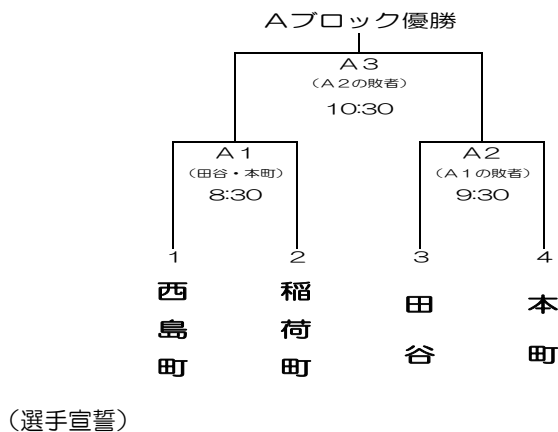 Aブロック優勝
A3
（A2の敗者）
10:30
A1
（田谷・本町）
8:30
A2
（A1の敗者）
9:30
1
2
3
4
西島町
稲荷町
田谷
本町
（選手宣誓）